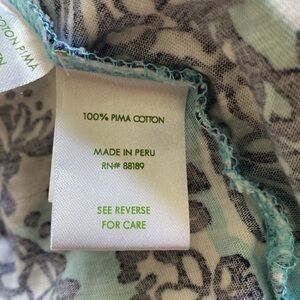 100% PIMA COTTON
MADE IN PERU
RN# 88189
SEE REVERSE
FOR CARE